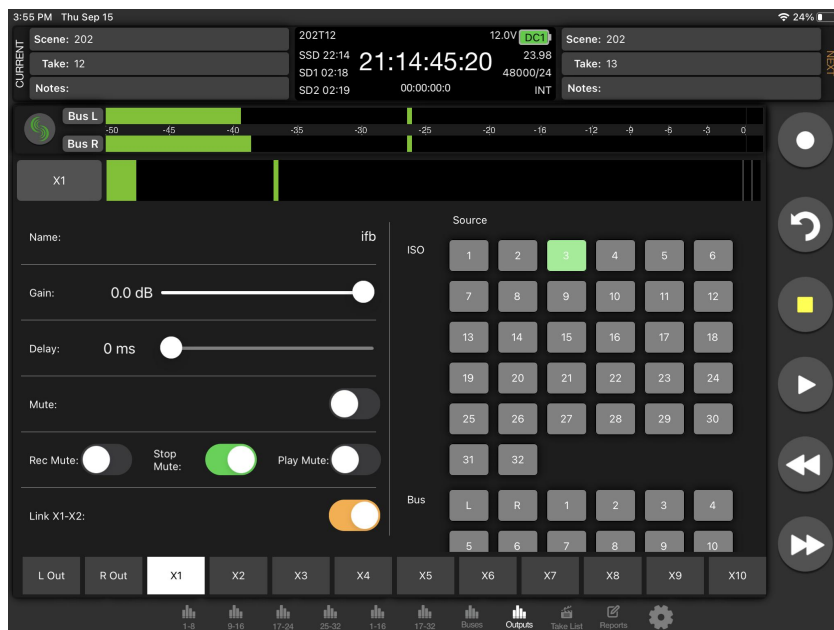 3:55 PM Thu Sep 15
24%
CURRENT
Scene: 202
Take: 12
Notes:
202T12
12.0V DC1
SSD 22:14
SD1 02:18
SD2 02:19
21:14:45:20
23.98
48000/24
00:00:00:0
INT
Scene: 202
Take: 13
Notes:
NEXT
Bus L
-50 -45 -40 -35 -30 -25 -20 -16 -12 -9 -6 -3 0
Bus R
X1
Name: ifb
Gain: 0.0 dB
Delay: 0 ms
Mute:
Rec Mute: Stop Mute: Play Mute:
Link X1-X2:
Source
ISO
1 2 3 4 5 6
7 8 9 10 11 12
13 14 15 16 17 18
19 20 21 22 23 24
25 26 27 28 29 30
31 32
Bus
L R 1 2 3 4
5 6 7 8 9 10
L Out R Out X1 X2 X3 X4 X5 X6 X7 X8 X9 X10
1-8 9-16 17-24 25-32 1-16 17-32 Buses Outputs Take List Reports